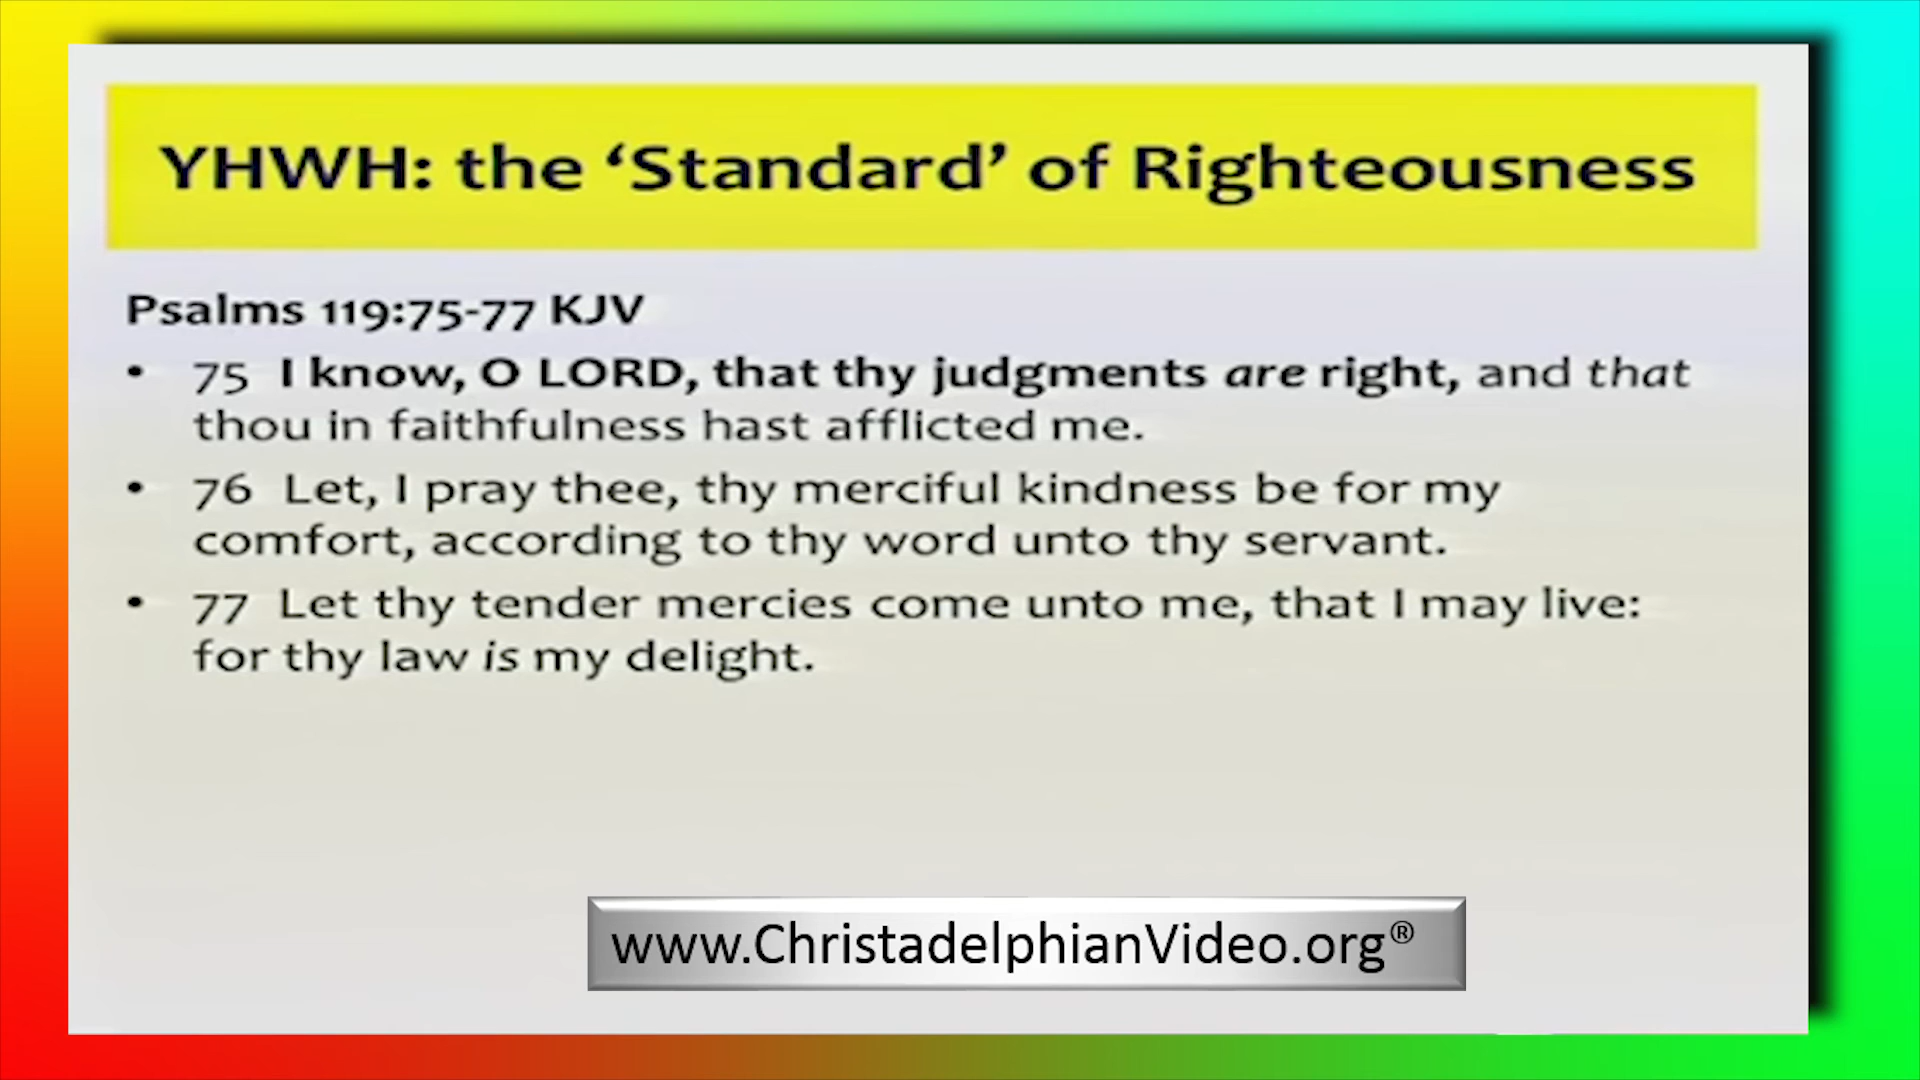 YHWH: the ‘Standard’ of Righteousness
Psalms 119:75-77 KJV
• 75 I know, O LORD, that thy judgments are right, and that
thou in faithfulness hast afflicted me.
• 76 Let, I pray thee, thy merciful kindness be for my
comfort, according to thy word unto thy servant.
• 77 Let thy tender mercies come unto me, that I may live:
for thy law is my delight.
www.ChristadelphianVideo.org®